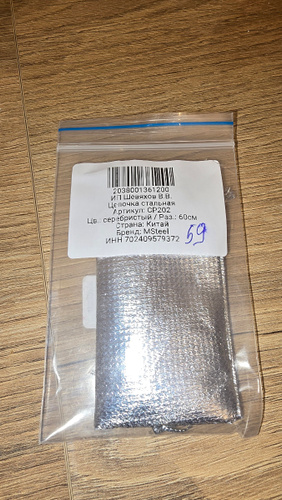 2038001361200
ИП Шевяков В.В.
Цепочка стальная
Артикул: CP202
Цв.: серебристый / Раз.: 60см
Страна: Китай
Бренд: MSteel
ИНН 702409579372
59